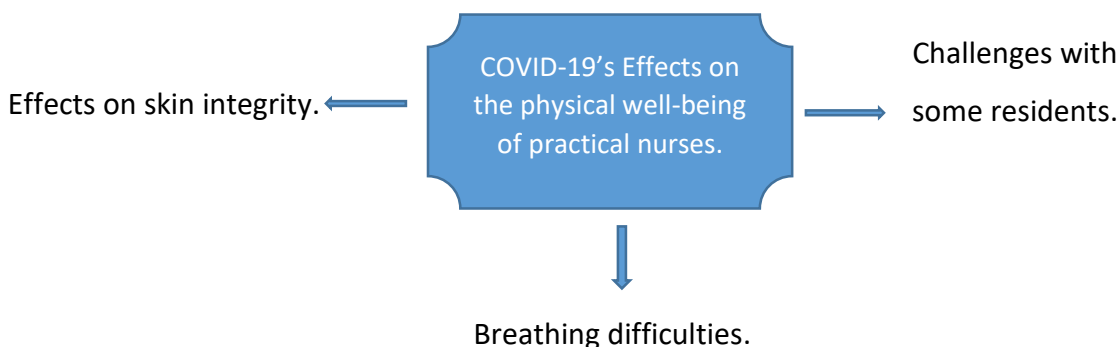 COVID-19’s Effects on
the physical well-being
of practical nurses.
Effects on skin integrity.
Challenges with
some residents.
Breathing difficulties.